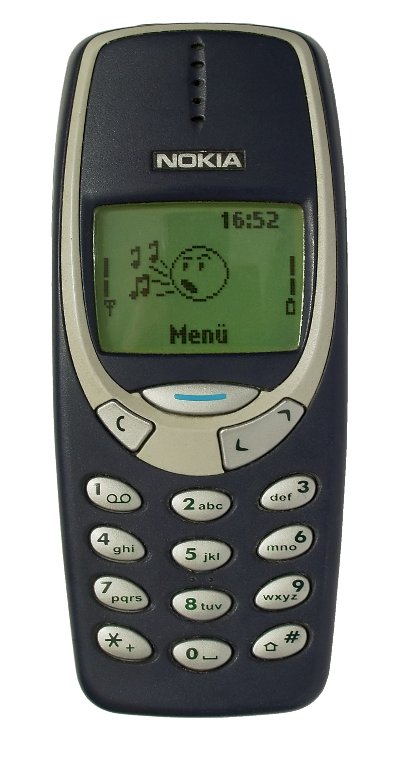 NOKIA
16:52
Menü
1
2 abc
def 3
4 ghi
5 jkl
mno 6
7 pqrs
8 tuv
wxyz 9
* +
0
#